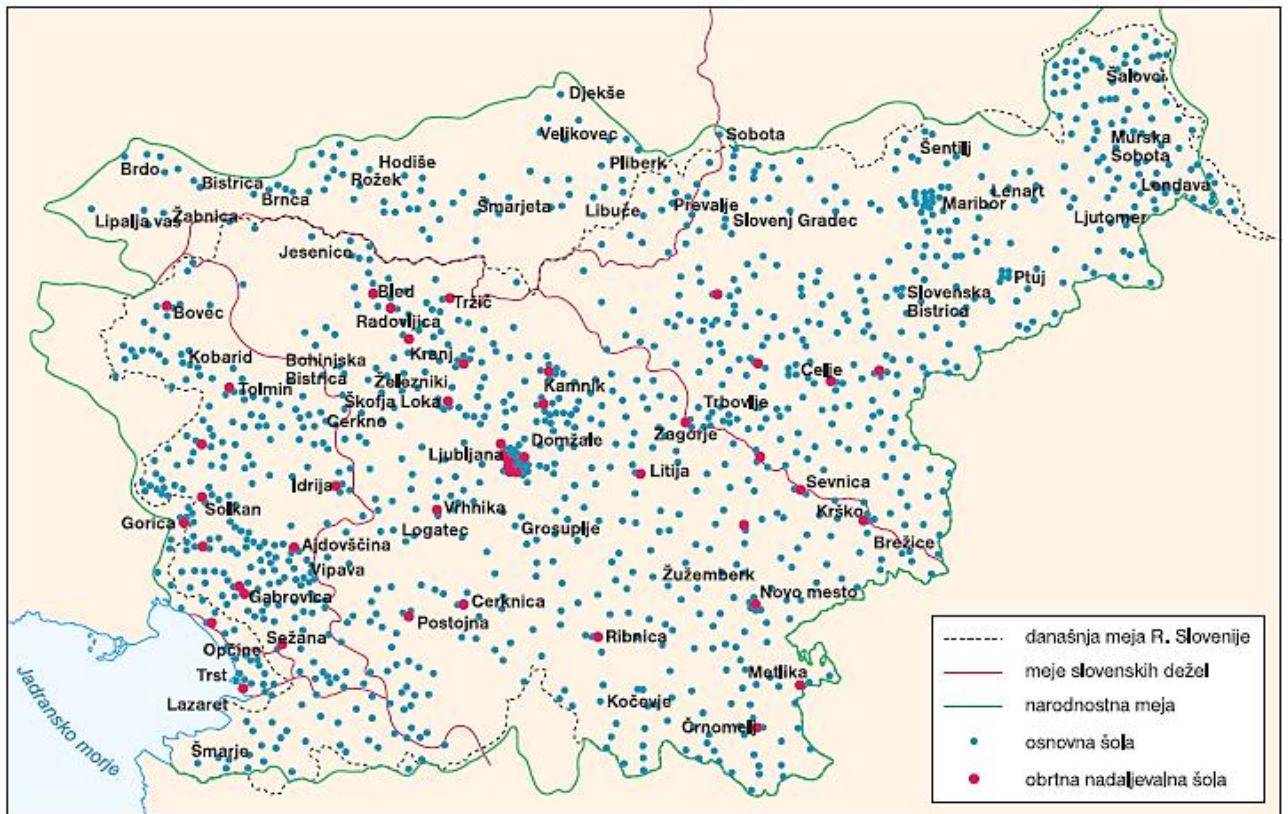 Djekše
Velikovec
Sobota
Šalovci
Murska
Sobota
Šentilj
Brdo
Bistrica
Hodiše
Rožek
Brnca
Pliberk
Lipalja vas
Žabnica
Šmarjeta
Libuče
Prevalje
Slovenj Gradec
Maribor
Lenart
Lendava
Ljutomer
Jesenice
Bled
Tržič
Radovljica
Bovec
Ptuj
Slovenska
Bistrica
Kobarid
Bohinjska
Bistrica
Kranj
Železniki
Škofja Loka
Kamnik
Celje
Tolmin
Cerkno
Trbovlje
Zagorje
Domžale
Ljubljana
Litija
Idrija
Sevnica
Solkan
Gorica
Vrhnika
Logatec
Grosuplje
Krško
Brežice
Ajdovščina
Vipava
Žužemberk
Gabrovica
Cerknica
Postojna
Novo mesto
Sežana
Opčine
Ribnica
Trst
Metlika
Lazaret
Kočevje
Črnomelj
Šmarje
Jadransko morje
današnja meja R. Slovenije
meje slovenskih dežel
narodnostna meja
osnovna šola
obrtna nadaljevalna šola